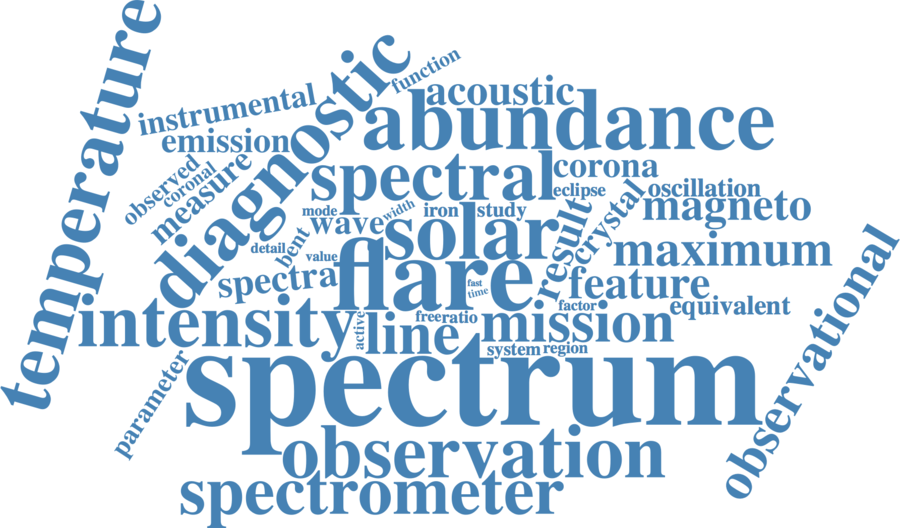 temperature
function
diagnostic
acoustic
instrumental
abundance
emission
observed
coronal
measure
spectral
corona
eclipse
oscillation
crystal
magneto
mode
wave
width
iron
study
solar
result
detail
bent
value
maximum
spectra
flare
fast
time
feature
intensity
active
line
free
ratio
factor
mission
equivalent
system
region
observational
parameter
spectrum
observation
spectrometer